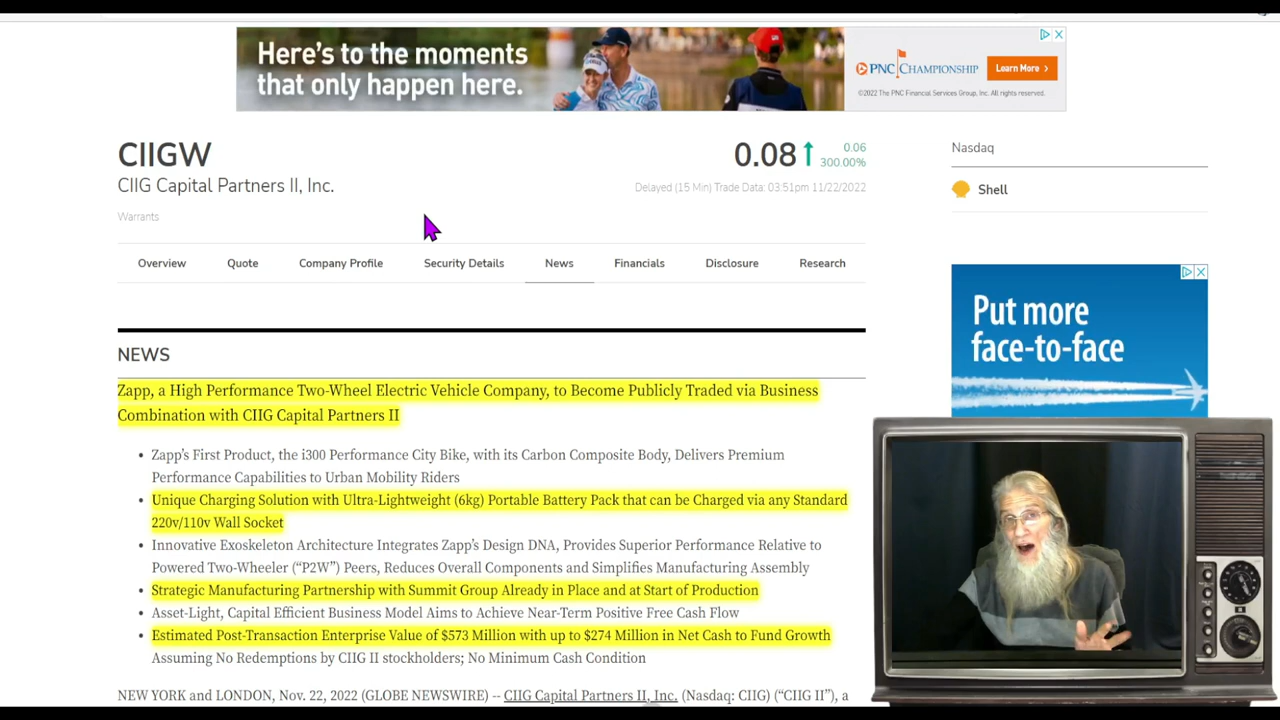 Here's to the moments
that only happen here.
PNC CHAMPIONSHIP
Learn More >
©2022 The PNC Financial Services Group, Inc. All rights reserved.
CIIGW
0.08
0.06
300.00%
CIIG Capital Partners II, Inc.
Delayed (15 Min) Trade Data: 03:51pm 11/22/2022
Warrants
Nasdaq
Shell
Overview
Quote
Company Profile
Security Details
News
Financials
Disclosure
Research
Put more
face-to-face
NEWS
Zapp, a High Performance Two-Wheel Electric Vehicle Company, to Become Publicly Traded via Business
Combination with CIIG Capital Partners II
• Zapp's First Product, the i300 Performance City Bike, with its Carbon Composite Body, Delivers Premium
Performance Capabilities to Urban Mobility Riders
• Unique Charging Solution with Ultra-Lightweight (6kg) Portable Battery Pack that can be Charged via any Standard
220v/110v Wall Socket
• Innovative Exoskeleton Architecture Integrates Zapp's Design DNA, Provides Superior Performance Relative to
Powered Two-Wheeler (“P2W”) Peers, Reduces Overall Components and Simplifies Manufacturing Assembly
• Strategic Manufacturing Partnership with Summit Group Already in Place and at Start of Production
• Asset-Light, Capital Efficient Business Model Aims to Achieve Near-Term Positive Free Cash Flow
• Estimated Post-Transaction Enterprise Value of $573 Million with up to $274 Million in Net Cash to Fund Growth
Assuming No Redemptions by CIIG II stockholders; No Minimum Cash Condition
NEW YORK and LONDON, Nov. 22, 2022 (GLOBE NEWSWIRE) -- CIIG Capital Partners II, Inc. (Nasdaq: CIIG) (“CIIG II”), a